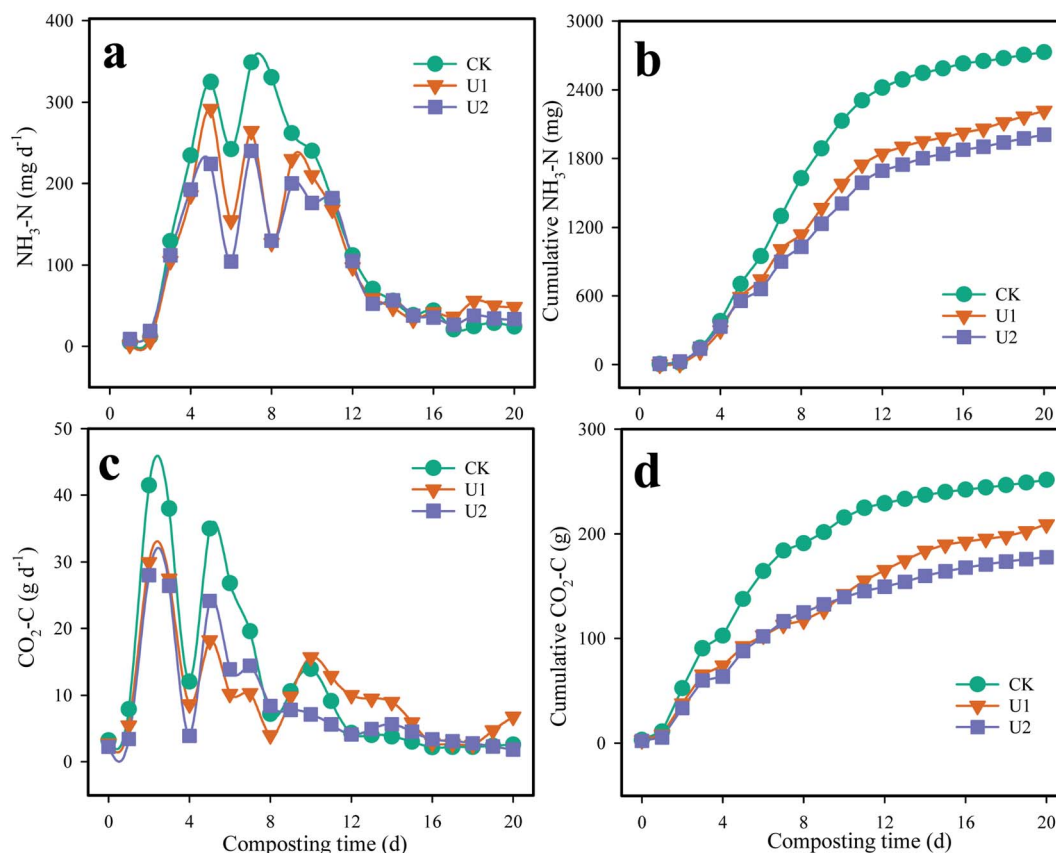 a
CK
U1
U2
NH₃-N (mg d⁻¹)
400
300
200
100
0
0 4 8 12 16 20
b
CK
U1
U2
Cumulative NH₃-N (mg)
3000
2400
1800
1200
600
0
0 4 8 12 16 20
c
CK
U1
U2
CO₂-C (g d⁻¹)
50
40
30
20
10
0
0 4 8 12 16 20
Composting time (d)
d
CK
U1
U2
Cumulative CO₂-C (g)
300
200
100
0
0 4 8 12 16 20
Composting time (d)